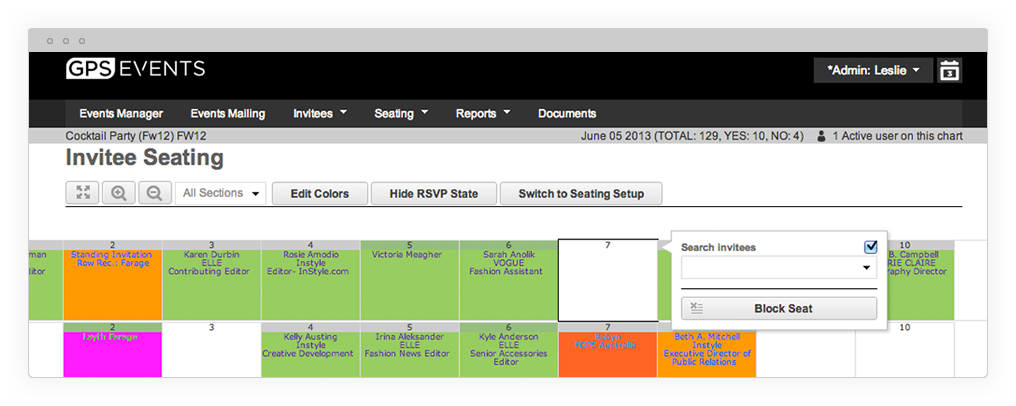 GPS EVENTS
*Admin: Leslie
3
Events Manager Events Mailing Invitees Seating Reports Documents
Cocktail Party (Fw12) FW12 June 05 2013 (TOTAL: 129, YES: 10, NO: 4) 1 Active user on this chart
Invitee Seating
All Sections Edit Colors Hide RSVP State Switch to Seating Setup
man
litor
2
Standing Invitation
Row Rec.: Farage
3
Karen Durbin
ELLE
Contributing Editor
4
Rosie Amodio
Instyle
Editor- InStyle.com
5
Victoria Meagher
6
Sarah Anolik
VOGUE
Fashion Assistant
7
Search invitees
Block Seat
10
B. Campbell
RIE CLAIRE
raphy Director
2
3
4
Kelly Austing
Instyle
Creative Development
5
Irina Aleksander
ELLE
Fashion News Editor
6
Kyle Anderson
ELLE
Senior Accessories
Editor
7
Beth A. Mitchell
Instyle
Executive Director of
Public Relations
10